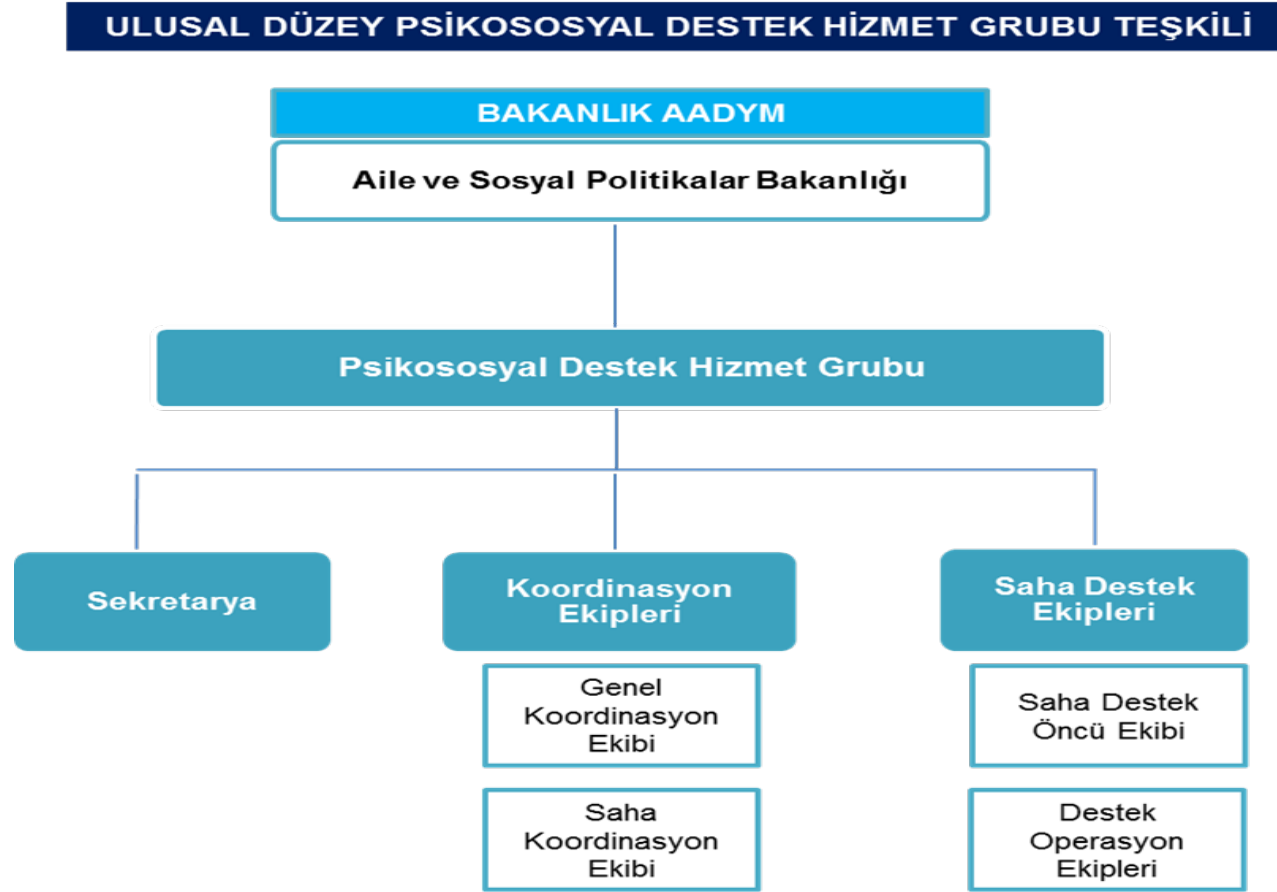 ULUSAL DÜZEY PSİKOSOSYAL DESTEK HİZMET GRUBU TEŞKİLİ
BAKANLIK AADYM
Aile ve Sosyal Politikalar Bakanlığı
Psikososyal Destek Hizmet Grubu
Sekretarya
Koordinasyon
Ekipleri
Genel
Koordinasyon
Ekibi
Saha
Koordinasyon
Ekibi
Saha Destek
Ekipleri
Saha Destek
Öncü Ekibi
Destek
Operasyon
Ekipleri